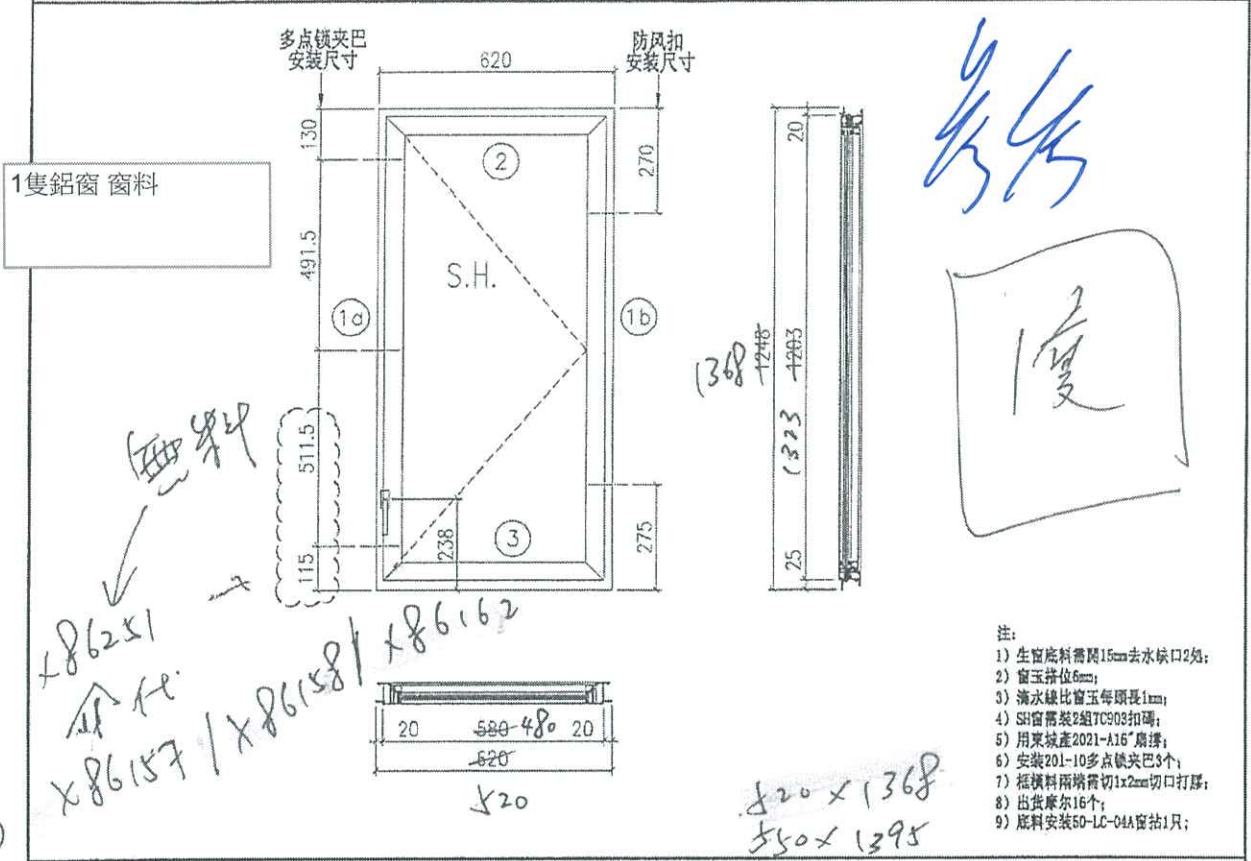 多点锁夹巴
安装尺寸
620
防风扣
安装尺寸
130
270
20
1隻鋁窗 窗料
2
491.5
S.H.
1a
1b
1368 1248
1323 1203
無料
511.5
238
275
115
3
25
x86251
x86157 / x86158 / x86162
20 580 480 20
620
520
520 x 1368
550 x 1395
注:
1) 生窗底料需開15mm去水缺口2处;
2) 窗玉搭位6mm;
3) 滴水線比窗玉每頭長1mm;
4) SH窗需装2組TC903扣碼;
5) 用東城產2021-A16"扇撐;
6) 安装201-10多点锁夹巴3个;
7) 框橫料兩端需切1x2mm切口打膠;
8) 出货摩尔16个;
9) 底料安装50-LC-04A窗拈1只;